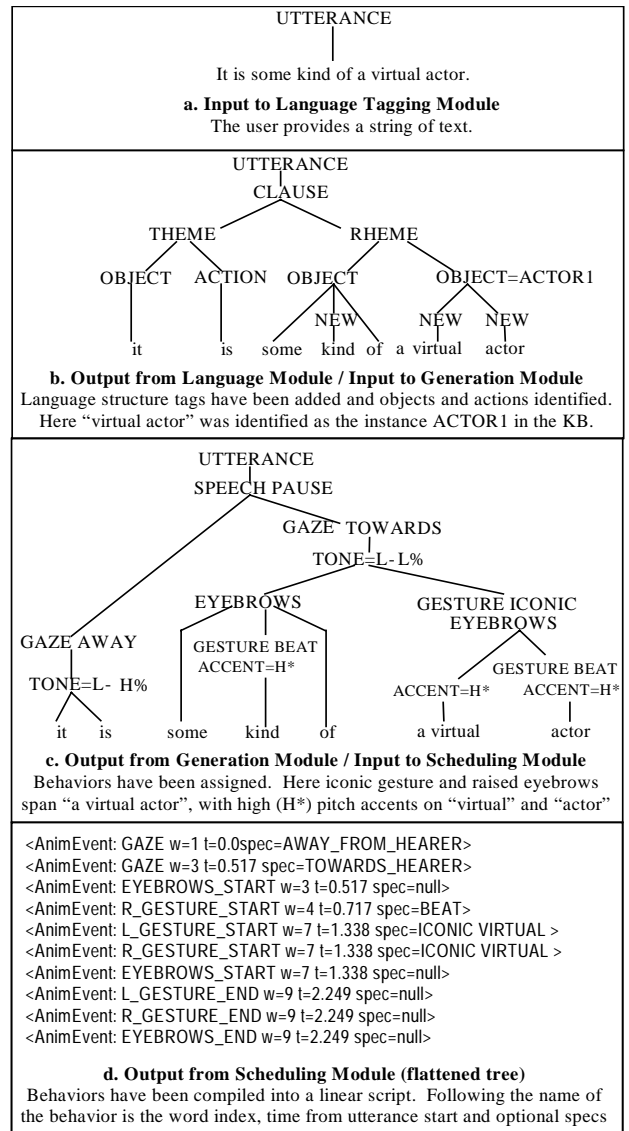 UTTERANCE
It is some kind of a virtual actor.
a. Input to Language Tagging Module
The user provides a string of text.
UTTERANCE
CLAUSE
THEME RHEME
OBJECT ACTION OBJECT OBJECT=ACTOR1
NEW NEW NEW
it is some kind of a virtual actor
b. Output from Language Module / Input to Generation Module
Language structure tags have been added and objects and actions identified.
Here “virtual actor” was identified as the instance ACTOR1 in the KB.
UTTERANCE
SPEECH PAUSE
GAZE TOWARDS
TONE=L- L%
EYEBROWS GESTURE ICONIC
EYEBROWS
GAZE AWAY GESTURE BEAT GESTURE BEAT
ACCENT=H*
TONE=L- H% ACCENT=H* ACCENT=H*
it is some kind of a virtual actor
c. Output from Generation Module / Input to Scheduling Module
Behaviors have been assigned. Here iconic gesture and raised eyebrows
span “a virtual actor”, with high (H*) pitch accents on “virtual” and “actor”
<AnimEvent: GAZE w=1 t=0.0spec=AWAY_FROM_HEARER>
<AnimEvent: GAZE w=3 t=0.517 spec=TOWARDS_HEARER>
<AnimEvent: EYEBROWS_START w=3 t=0.517 spec=null>
<AnimEvent: R_GESTURE_START w=4 t=0.717 spec=BEAT>
<AnimEvent: L_GESTURE_START w=7 t=1.338 spec=ICONIC VIRTUAL >
<AnimEvent: R_GESTURE_START w=7 t=1.338 spec=ICONIC VIRTUAL >
<AnimEvent: EYEBROWS_START w=7 t=1.338 spec=null>
<AnimEvent: L_GESTURE_END w=9 t=2.249 spec=null>
<AnimEvent: R_GESTURE_END w=9 t=2.249 spec=null>
<AnimEvent: EYEBROWS_END w=9 t=2.249 spec=null>
d. Output from Scheduling Module (flattened tree)
Behaviors have been compiled into a linear script. Following the name of
the behavior is the word index, time from utterance start and optional specs